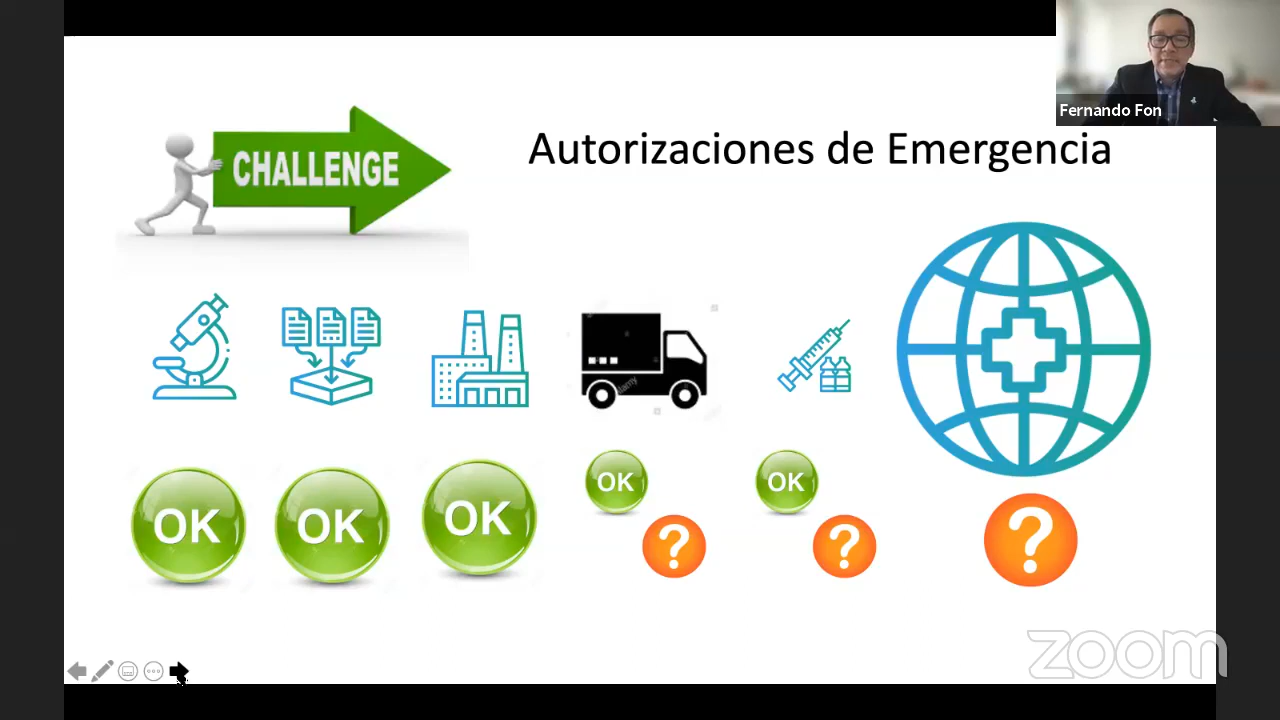 Fernando Fon
CHALLENGE
Autorizaciones de Emergencia
OK
OK
OK
OK
OK
?
?
?
zoom